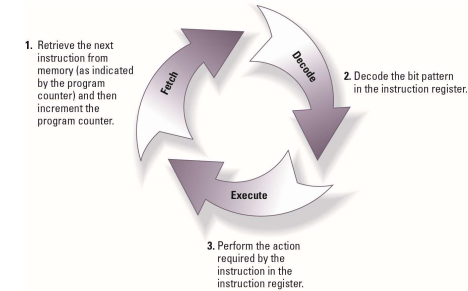 1. Retrieve the next
instruction from
memory (as indicated
by the program
counter) and then
increment the
program counter.
Fetch
Decode
2. Decode the bit pattern
in the instruction register.
Execute
3. Perform the action
required by the
instruction in the
instruction register.